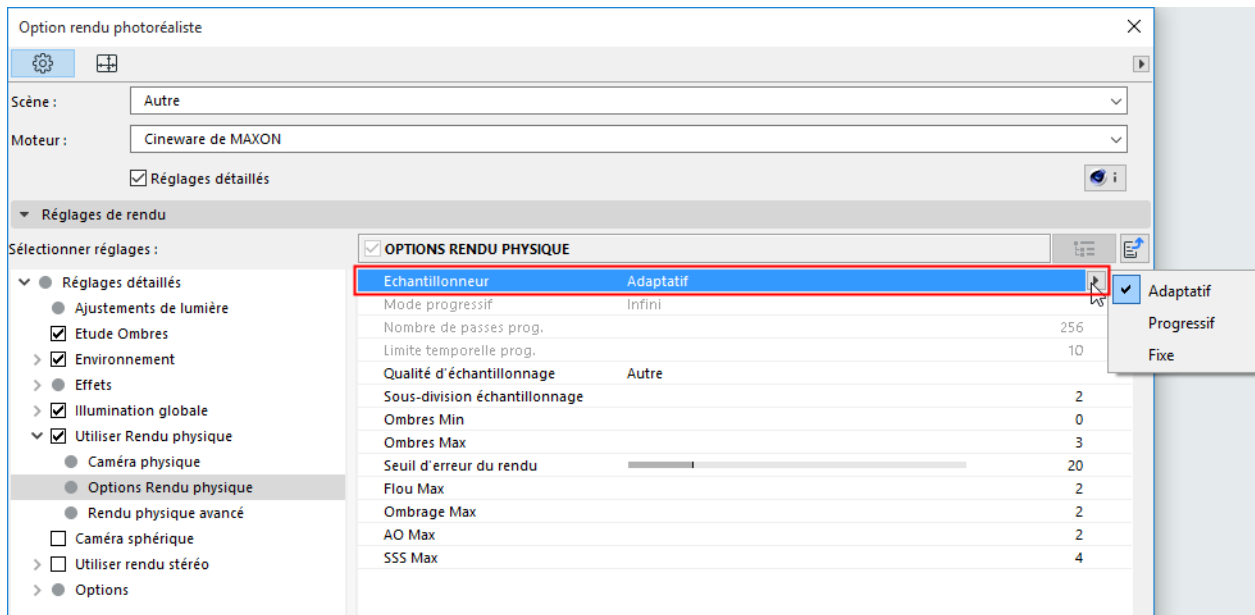 Option rendu photoréaliste
Scène : Autre
Moteur : Cineware de MAXON
Réglages détaillés
i
Réglages de rendu
Sélectionner réglages :
Réglages détaillés
Ajustements de lumière
Etude Ombres
Environnement
Effets
Illumination globale
Utiliser Rendu physique
Caméra physique
Options Rendu physique
Rendu physique avancé
Caméra sphérique
Utiliser rendu stéréo
Options
OPTIONS RENDU PHYSIQUE
Echantillonneur Adaptatif
Mode progressif Infini
Nombre de passes prog. 256
Limite temporelle prog. 10
Qualité d'échantillonnage Autre
Sous-division échantillonnage 2
Ombres Min 0
Ombres Max 3
Seuil d'erreur du rendu 20
Flou Max 2
Ombrage Max 2
AO Max 2
SSS Max 4
Adaptatif
Progressif
Fixe